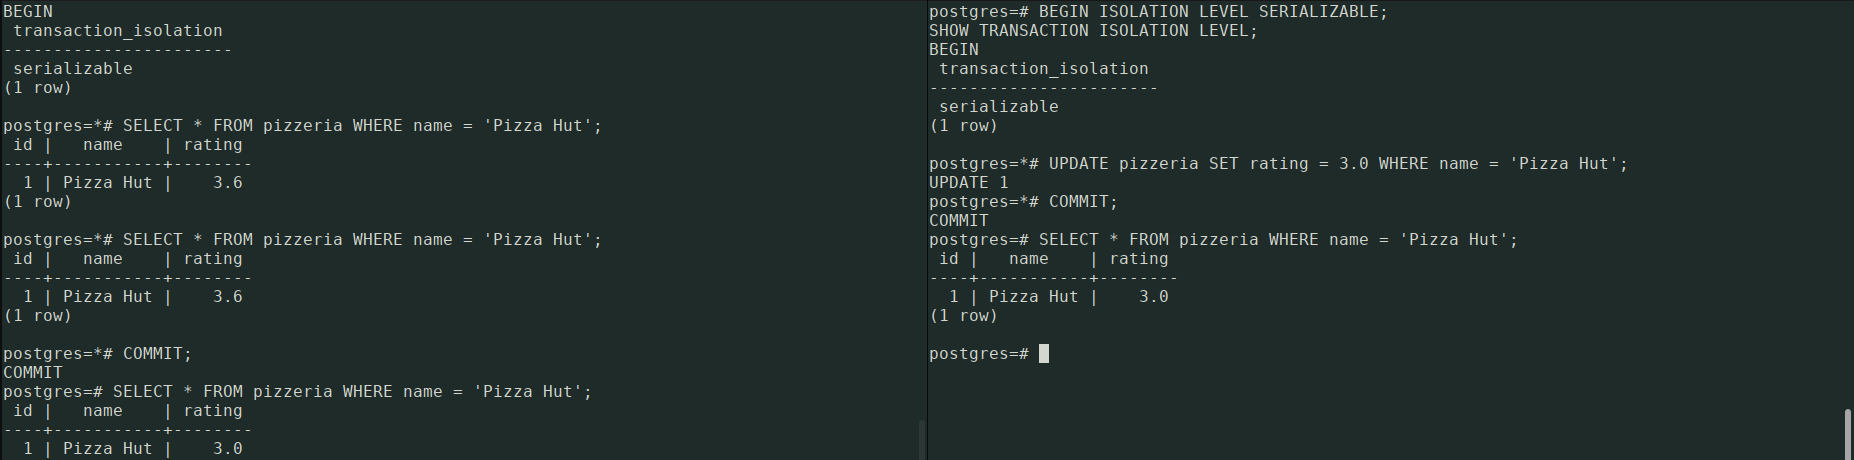 BEGIN
 transaction_isolation
-----------------------
 serializable
(1 row)

postgres=*# SELECT * FROM pizzeria WHERE name = 'Pizza Hut';
 id |   name    | rating
----+-----------+--------
  1 | Pizza Hut |    3.6
(1 row)

postgres=*# SELECT * FROM pizzeria WHERE name = 'Pizza Hut';
 id |   name    | rating
----+-----------+--------
  1 | Pizza Hut |    3.6
(1 row)

postgres=*# COMMIT;
COMMIT
postgres=# SELECT * FROM pizzeria WHERE name = 'Pizza Hut';
 id |   name    | rating
----+-----------+--------
  1 | Pizza Hut |    3.0
postgres=# BEGIN ISOLATION LEVEL SERIALIZABLE;
SHOW TRANSACTION ISOLATION LEVEL;
BEGIN
 transaction_isolation
-----------------------
 serializable
(1 row)

postgres=*# UPDATE pizzeria SET rating = 3.0 WHERE name = 'Pizza Hut';
UPDATE 1
postgres=*# COMMIT;
COMMIT
postgres=# SELECT * FROM pizzeria WHERE name = 'Pizza Hut';
 id |   name    | rating
----+-----------+--------
  1 | Pizza Hut |    3.0
(1 row)

postgres=#